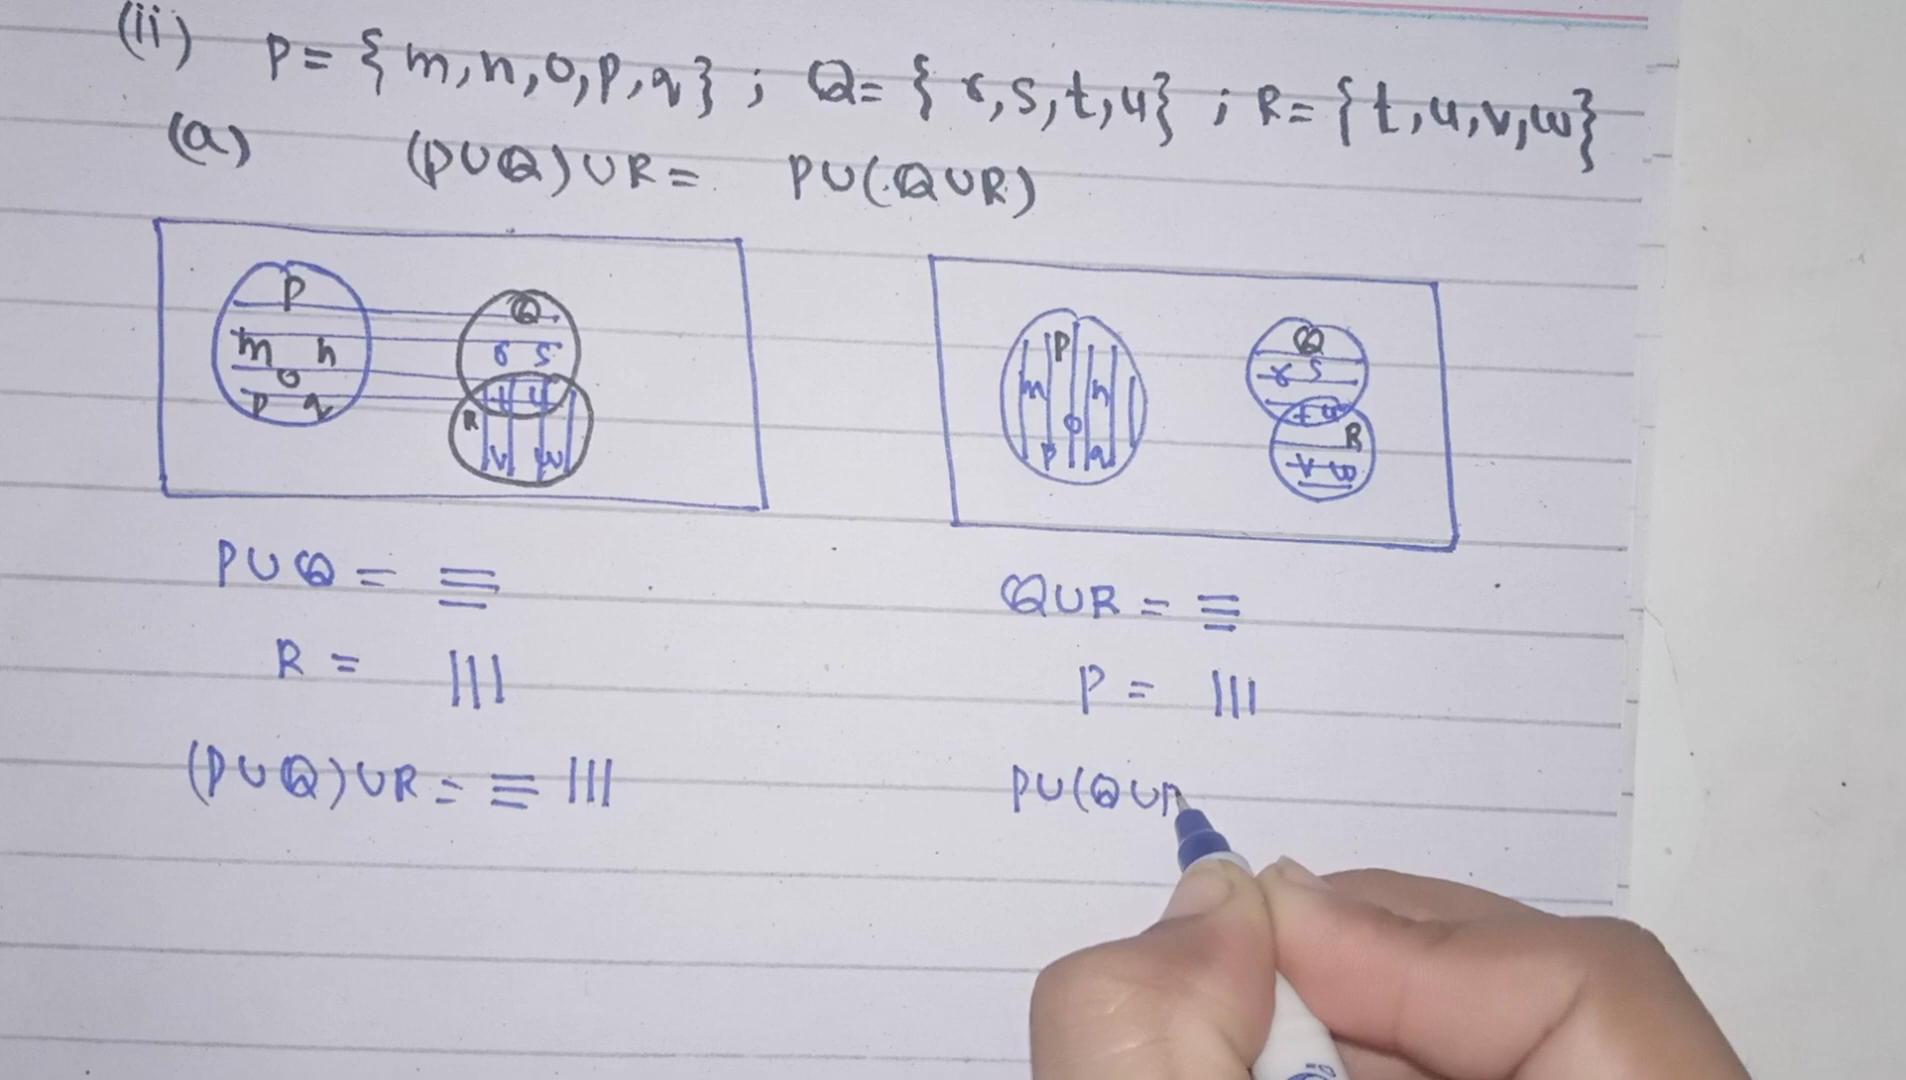 (ii) P = { m, n, o, p, q } ; Q = { r, s, t, u } ; R = { t, u, v, w }
(a) (P∪Q)∪R = P∪(Q∪R)
P
m n
o
p q
Q
r s
t u
R
v w
P
m n
o
p q
Q
r s
t u
R
v w
P∪Q = ≡
R = |||
(P∪Q)∪R = ≡ |||
Q∪R = ≡
P = |||
P∪(Q∪R